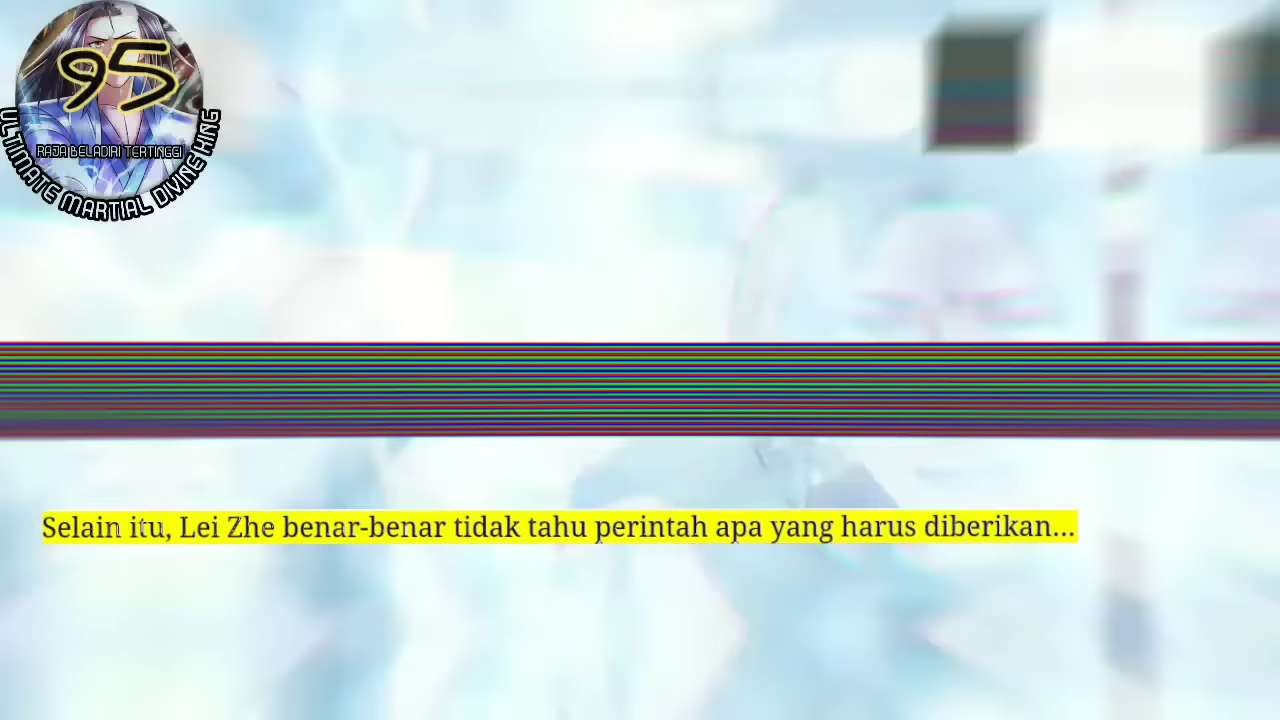 95
RAJA BELADIRI TERTINGGI
ULTIMATE MARTIAL DIVINE KING
Selain itu, Lei Zhe benar-benar tidak tahu perintah apa yang harus diberikan...